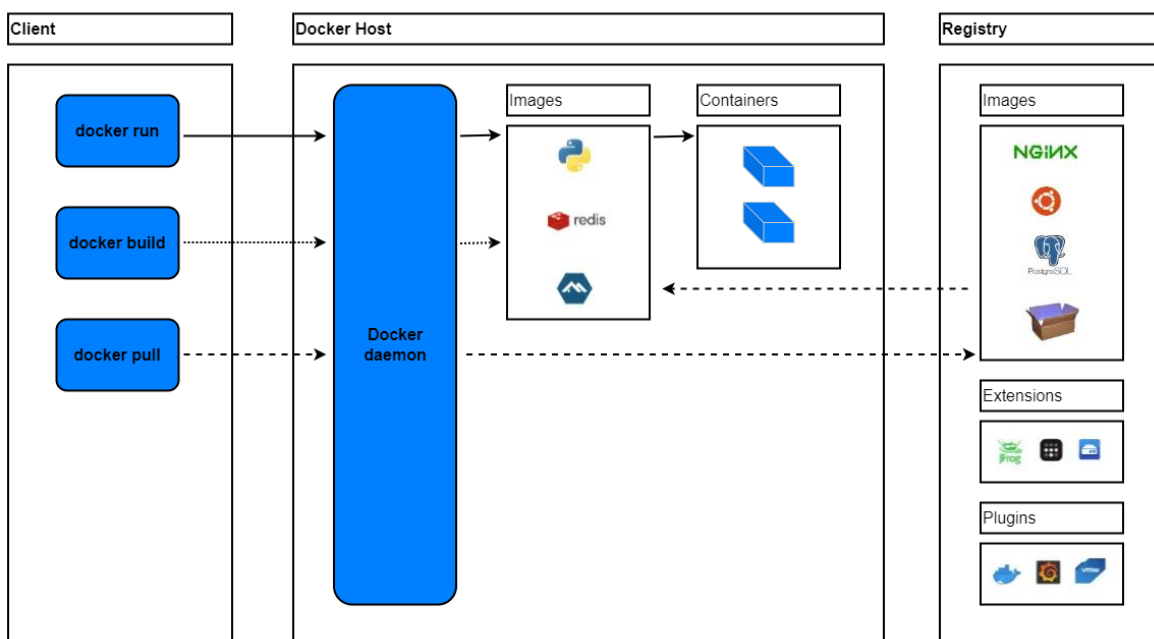 Client
Docker Host
Registry
docker run
docker build
docker pull
Docker
daemon
Images
redis
Containers
Images
NGINX
PostgreSQL
Extensions
JFrog
Plugins